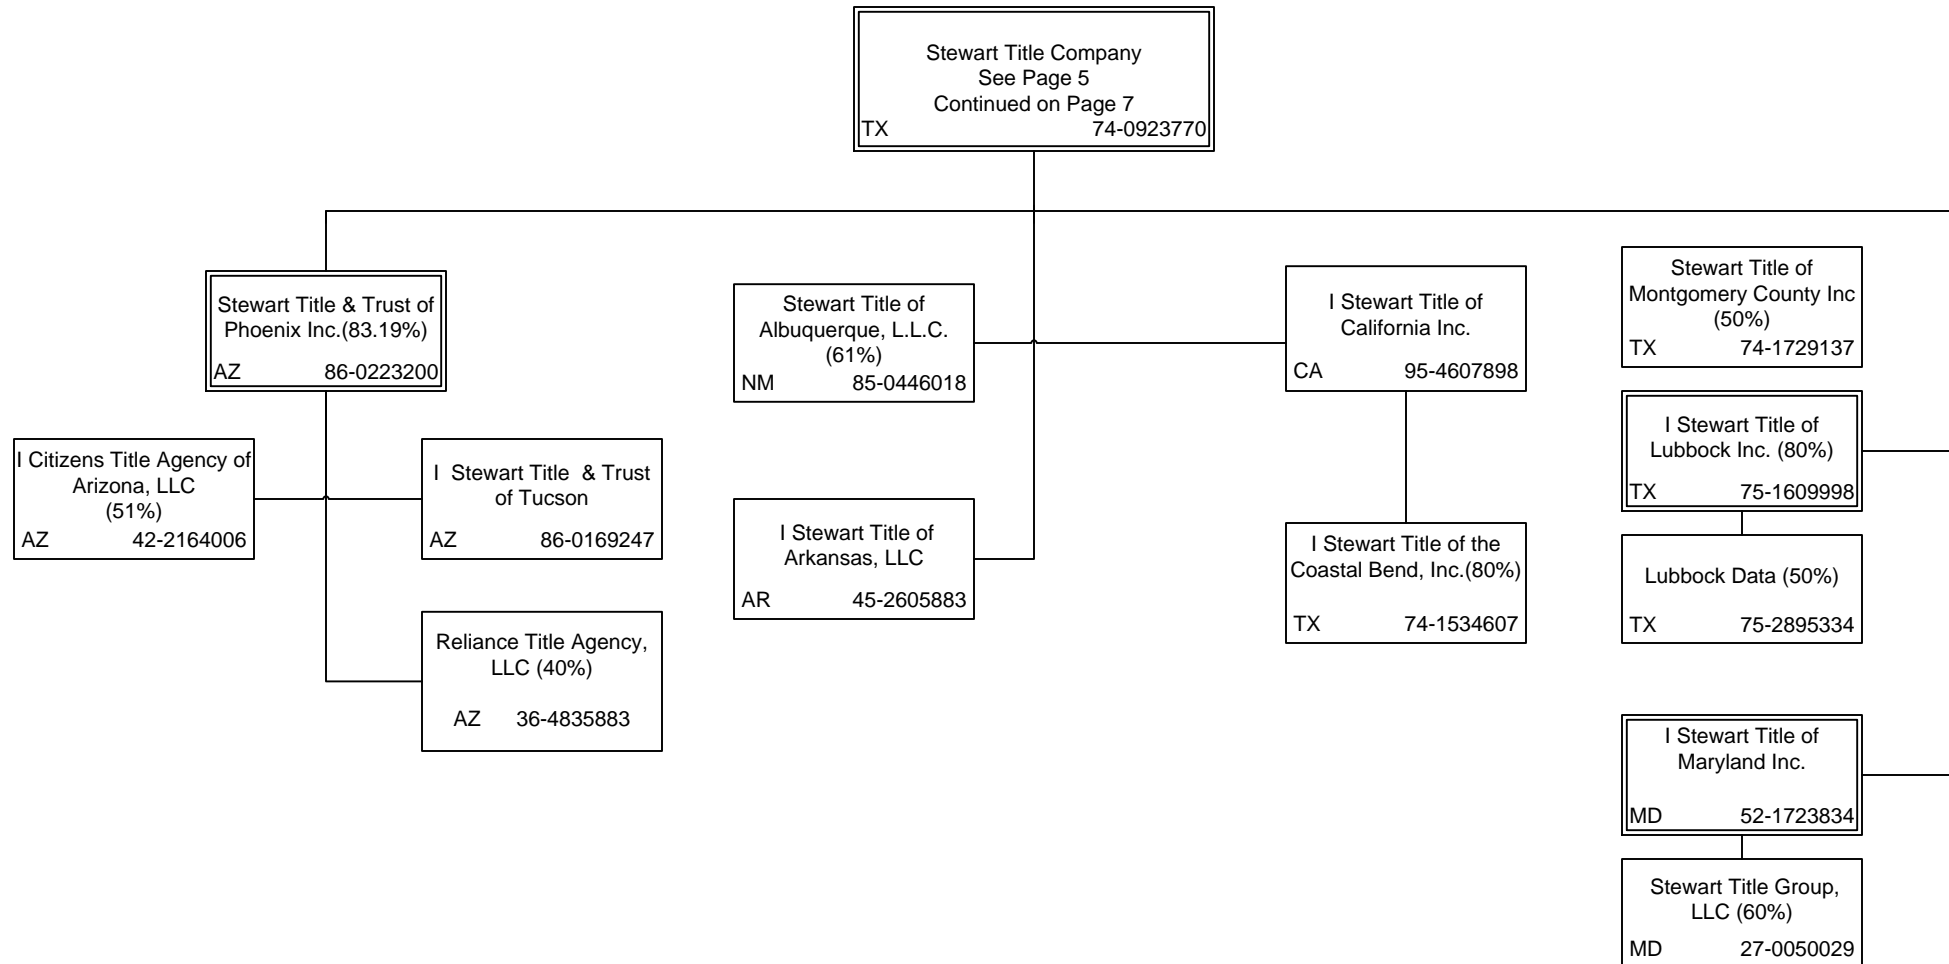 Stewart Title Company
See Page 5
Continued on Page 7
TX 74-0923770
Stewart Title & Trust of
Phoenix Inc.(83.19%)
AZ 86-0223200
I Citizens Title Agency of
Arizona, LLC
(51%)
AZ 42-2164006
I Stewart Title & Trust
of Tucson
AZ 86-0169247
Reliance Title Agency,
LLC (40%)
AZ 36-4835883
Stewart Title of
Albuquerque, L.L.C.
(61%)
NM 85-0446018
I Stewart Title of
Arkansas, LLC
AR 45-2605883
I Stewart Title of
California Inc.
CA 95-4607898
I Stewart Title of the
Coastal Bend, Inc.(80%)
TX 74-1534607
Stewart Title of
Montgomery County Inc
(50%)
TX 74-1729137
I Stewart Title of
Lubbock Inc. (80%)
TX 75-1609998
Lubbock Data (50%)
TX 75-2895334
I Stewart Title of
Maryland Inc.
MD 52-1723834
Stewart Title Group,
LLC (60%)
MD 27-0050029